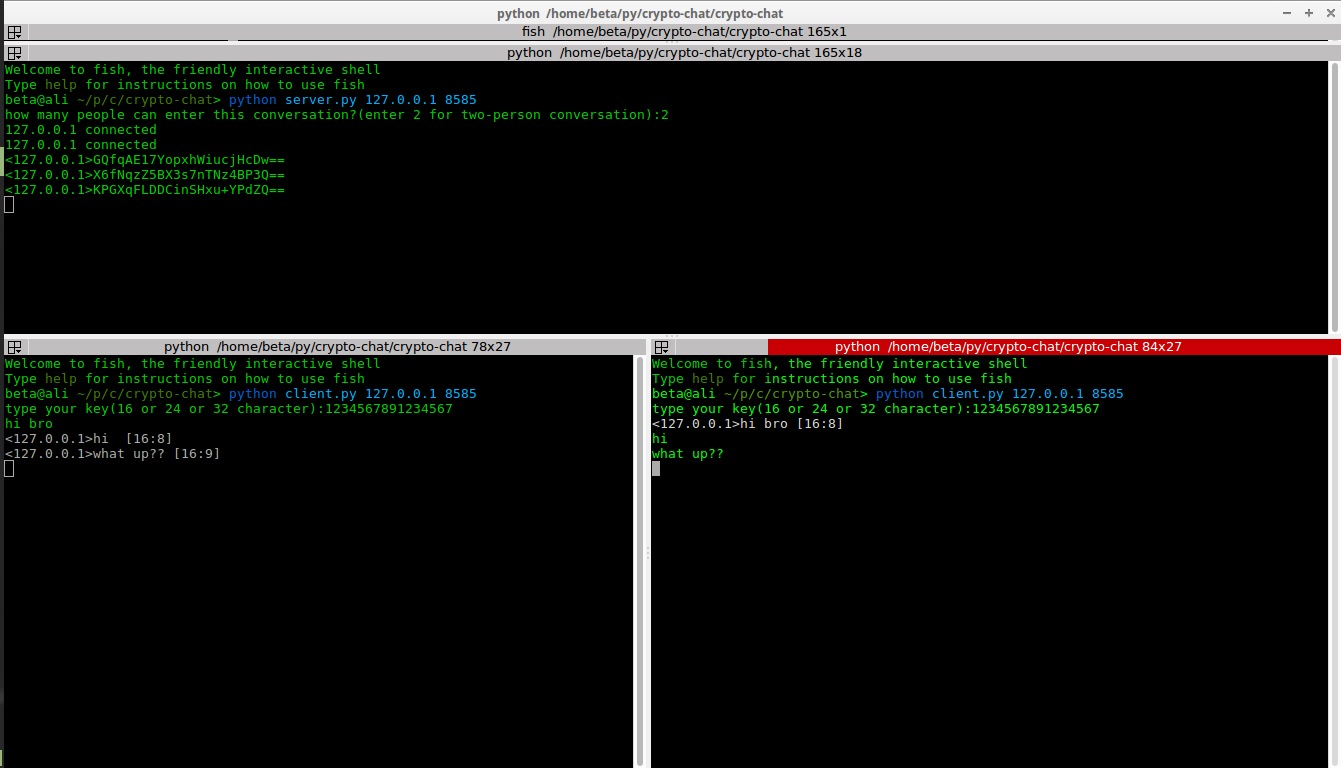 python  /home/beta/py/crypto-chat/crypto-chat
fish  /home/beta/py/crypto-chat/crypto-chat 165x1
python  /home/beta/py/crypto-chat/crypto-chat 165x18
Welcome to fish, the friendly interactive shell
Type help for instructions on how to use fish
beta@ali ~/p/c/crypto-chat> python server.py 127.0.0.1 8585
how many people can enter this conversation?(enter 2 for two-person conversation):2
127.0.0.1 connected
127.0.0.1 connected
<127.0.0.1>GQfqAE17YopxhWiucjHcDw==
<127.0.0.1>X6fNqzZ5BX3s7nTNz4BP3Q==
<127.0.0.1>KPGXqFLDDCinSHxu+YPdZQ==
python  /home/beta/py/crypto-chat/crypto-chat 78x27
Welcome to fish, the friendly interactive shell
Type help for instructions on how to use fish
beta@ali ~/p/c/crypto-chat> python client.py 127.0.0.1 8585
type your key(16 or 24 or 32 character):1234567891234567
hi bro
<127.0.0.1>hi  [16:8]
<127.0.0.1>what up?? [16:9]
python  /home/beta/py/crypto-chat/crypto-chat 84x27
Welcome to fish, the friendly interactive shell
Type help for instructions on how to use fish
beta@ali ~/p/c/crypto-chat> python client.py 127.0.0.1 8585
type your key(16 or 24 or 32 character):1234567891234567
<127.0.0.1>hi bro [16:8]
hi
what up??